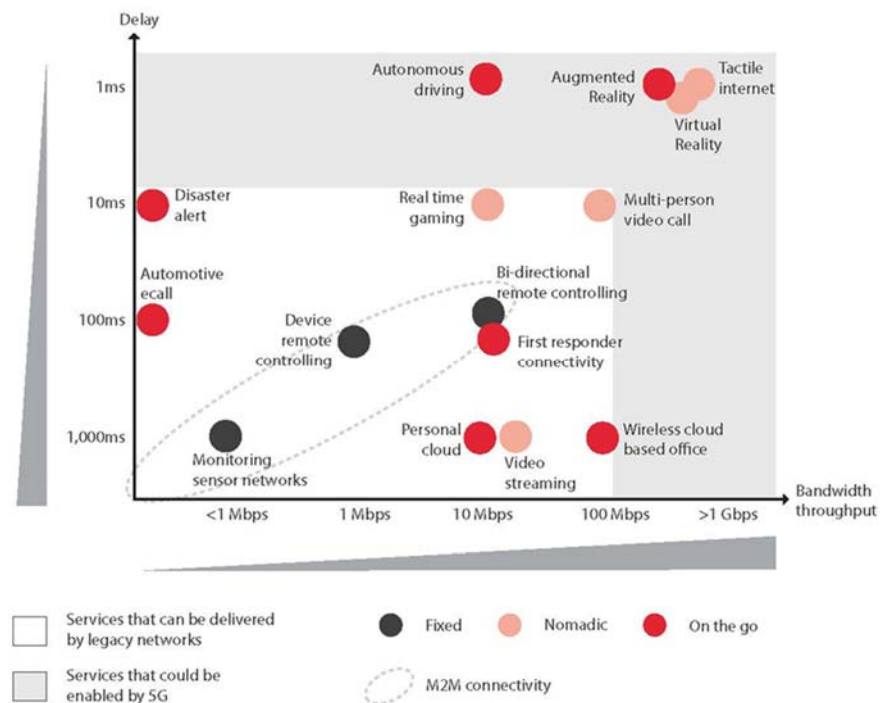 Delay
1ms
Autonomous
driving
Augmented
Reality
Tactile
internet
Virtual
Reality
10ms
Disaster
alert
Real time
gaming
Multi-person
video call
Automotive
ecall
Bi-directional
remote controlling
100ms
Device
remote
controlling
First responder
connectivity
1,000ms
Monitoring
sensor networks
Personal
cloud
Video
streaming
Wireless cloud
based office
Bandwidth
throughput
<1 Mbps
1 Mbps
10 Mbps
100 Mbps
>1 Gbps
Services that can be delivered
by legacy networks
Fixed
Nomadic
On the go
Services that could be
enabled by 5G
M2M connectivity